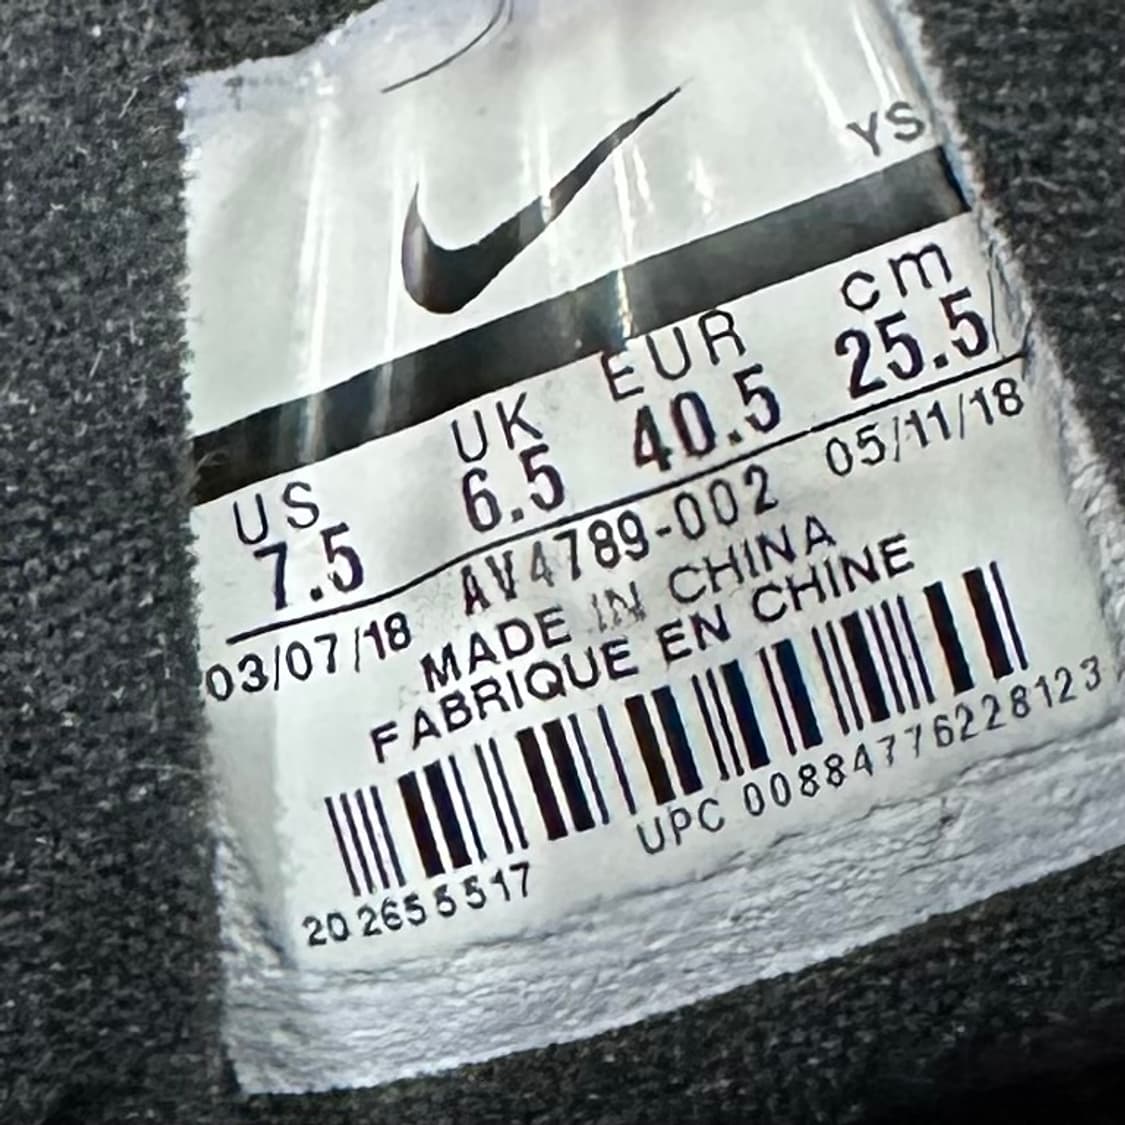 YS
US UK EUR cm
7.5 6.5 40.5 25.5
03/07/18 AV4789-002 05/11/18
MADE IN CHINA
FABRIQUE EN CHINE
202655517 UPC 00884776228123